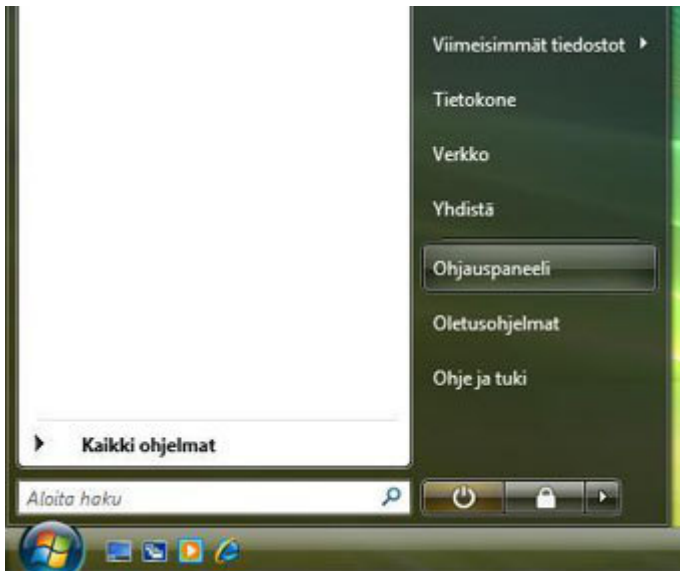 Viimeisimmät tiedostot
Tietokone
Verkko
Yhdistä
Ohjauspaneeli
Oletusohjelmat
Ohje ja tuki
Kaikki ohjelmat
Aloita haku